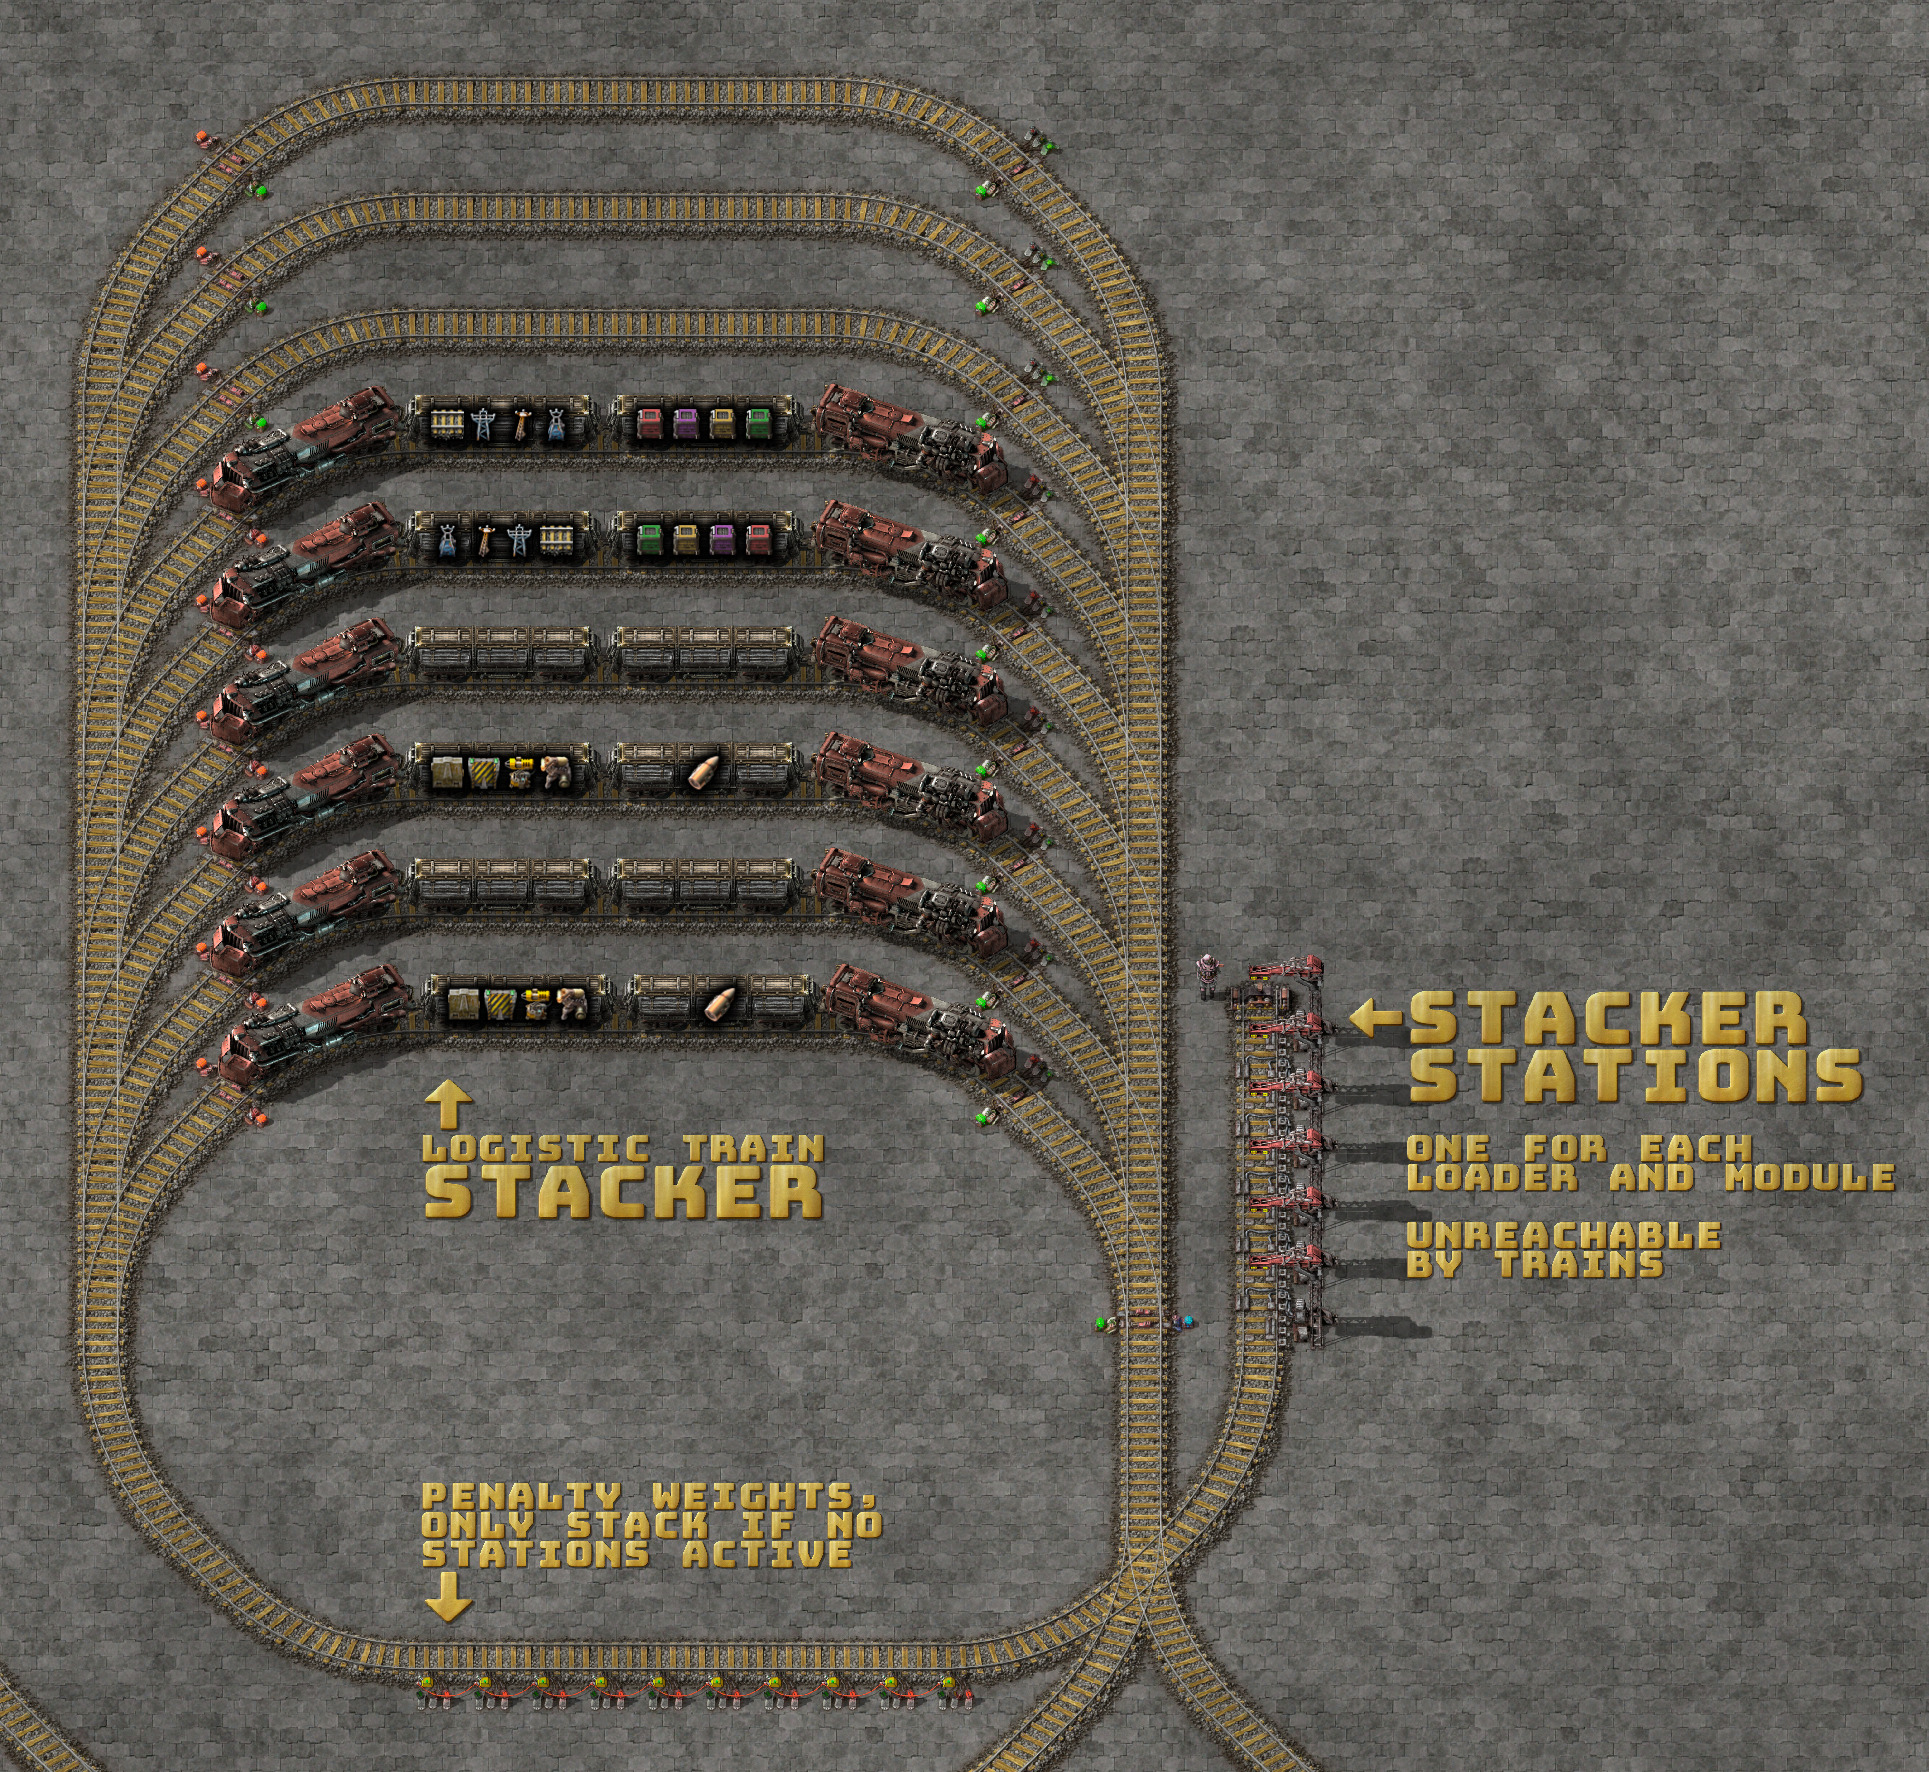 STACKER
STATIONS
ONE FOR EACH
LOADER AND MODULE
UNREACHABLE
BY TRAINS
LOGISTIC TRAIN
STACKER
PENALTY WEIGHTS,
ONLY STACK IF NO
STATIONS ACTIVE